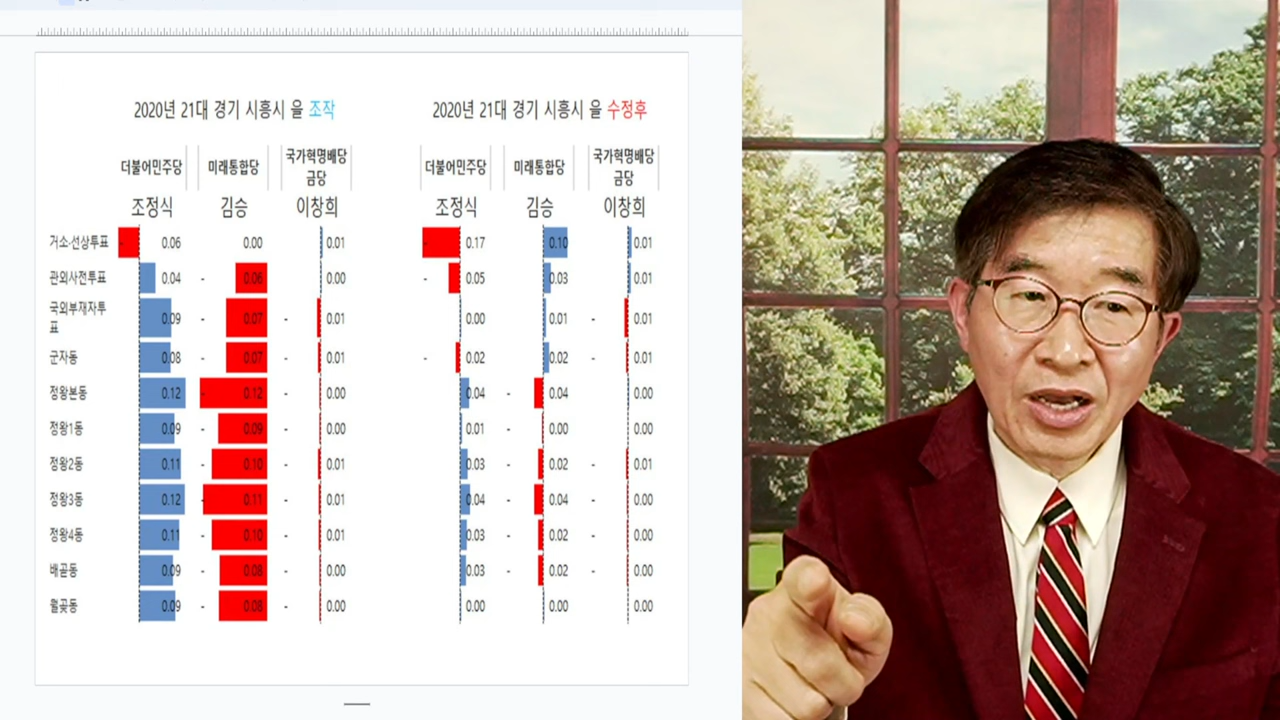 2020년 21대 경기 시흥시 을 조작
2020년 21대 경기 시흥시 을 수정후
더불어민주당 미래통합당 국가혁명배당금당 더불어민주당 미래통합당 국가혁명배당금당
조정식 김승 이창희 조정식 김승 이창희
거소·선상투표 - 0.06 0.00 0.01 - 0.17 0.10 0.01
관외사전투표 0.04 - 0.06 0.00 - 0.05 0.03 0.01
국외부재자투표 0.09 - 0.07 - 0.01 0.00 0.01 - 0.01
군자동 0.08 - 0.07 - 0.01 - 0.02 0.02 - 0.01
정왕본동 0.12 - 0.12 - 0.00 0.04 - 0.04 - 0.00
정왕1동 0.09 - 0.09 - 0.00 0.01 - 0.00 - 0.00
정왕2동 0.11 - 0.10 - 0.01 0.03 - 0.02 - 0.01
정왕3동 0.12 - 0.11 - 0.01 0.04 - 0.04 - 0.00
정왕4동 0.11 - 0.10 - 0.01 0.03 - 0.02 - 0.00
배곧동 0.09 - 0.08 - 0.00 0.03 - 0.02 - 0.00
월곶동 0.09 - 0.08 - 0.00 0.00 0.00 0.00